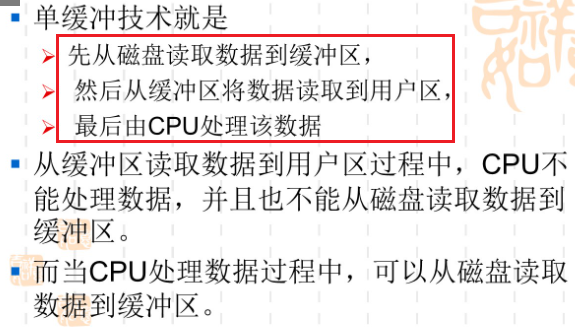 单缓冲技术就是
先从磁盘读取数据到缓冲区，
然后从缓冲区将数据读取到用户区，
最后由CPU处理该数据
从缓冲区读取数据到用户区过程中，CPU不
能处理数据，并且也不能从磁盘读取数据到
缓冲区。
而当CPU处理数据过程中，可以从磁盘读取
数据到缓冲区。